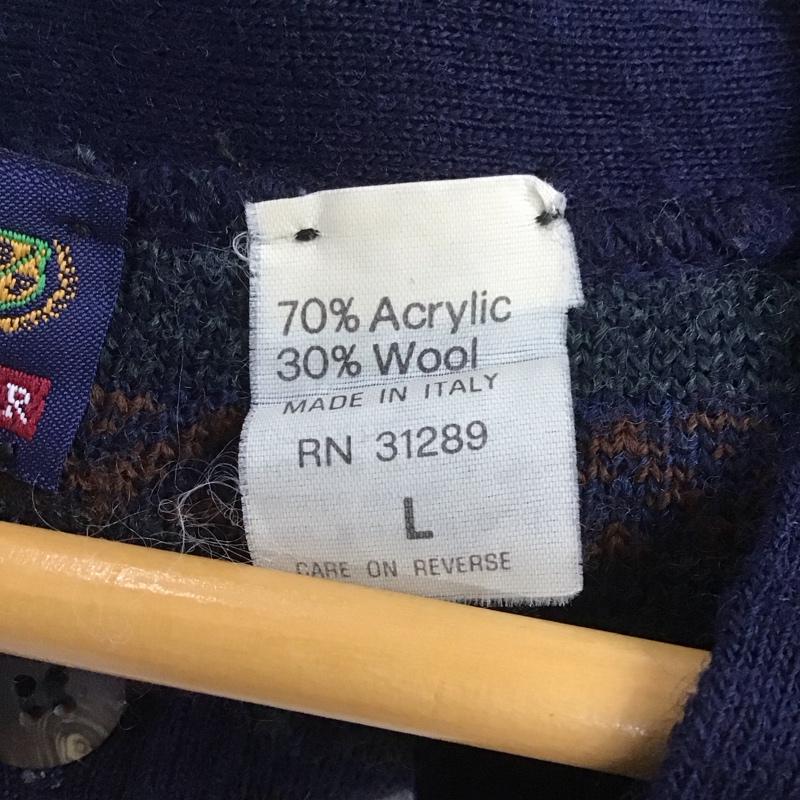 70% Acrylic
30% Wool
MADE IN ITALY
RN 31289
L
CARE ON REVERSE
R